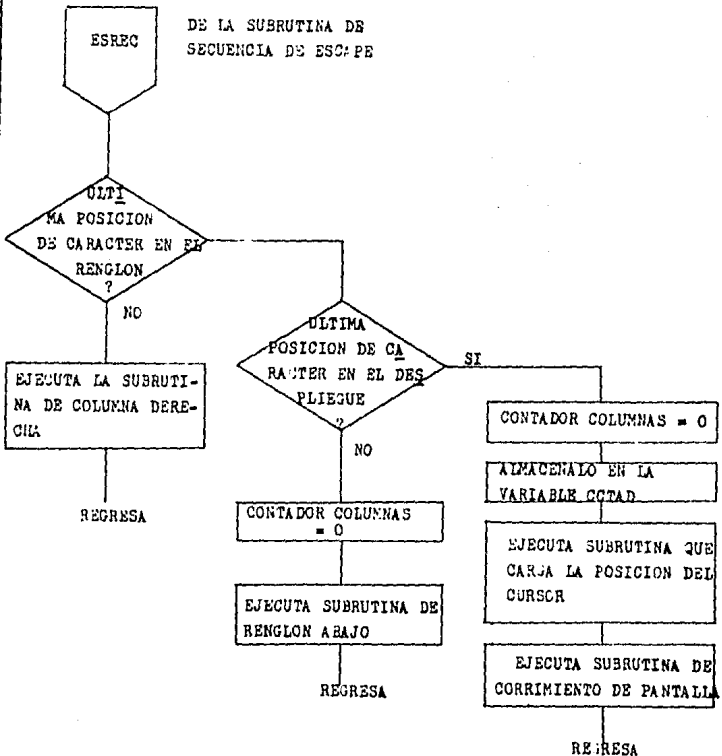 ESREC
DE LA SUBRUTINA DE
SECUENCIA DE ESCAPE
ULTI
MA POSICION
DE CARACTER EN EL
RENGLON
?
NO
EJECUTA LA SUBRUTI-
NA DE COLUMNA DERE-
CHA
REGRESA
ULTIMA
POSICION DE CA
RACTER EN EL DES
PLIEGUE
?
SI
NO
CONTADOR COLUMNAS
= 0
EJECUTA SUBRUTINA DE
RENGLON ABAJO
REGRESA
CONTADOR COLUMNAS = 0
ALMACENALO EN LA
VARIABLE CCTAD
EJECUTA SUBRUTINA QUE
CARGA LA POSICION DEL
CURSOR
EJECUTA SUBRUTINA DE
CORRIMIENTO DE PANTALLA
REGRESA